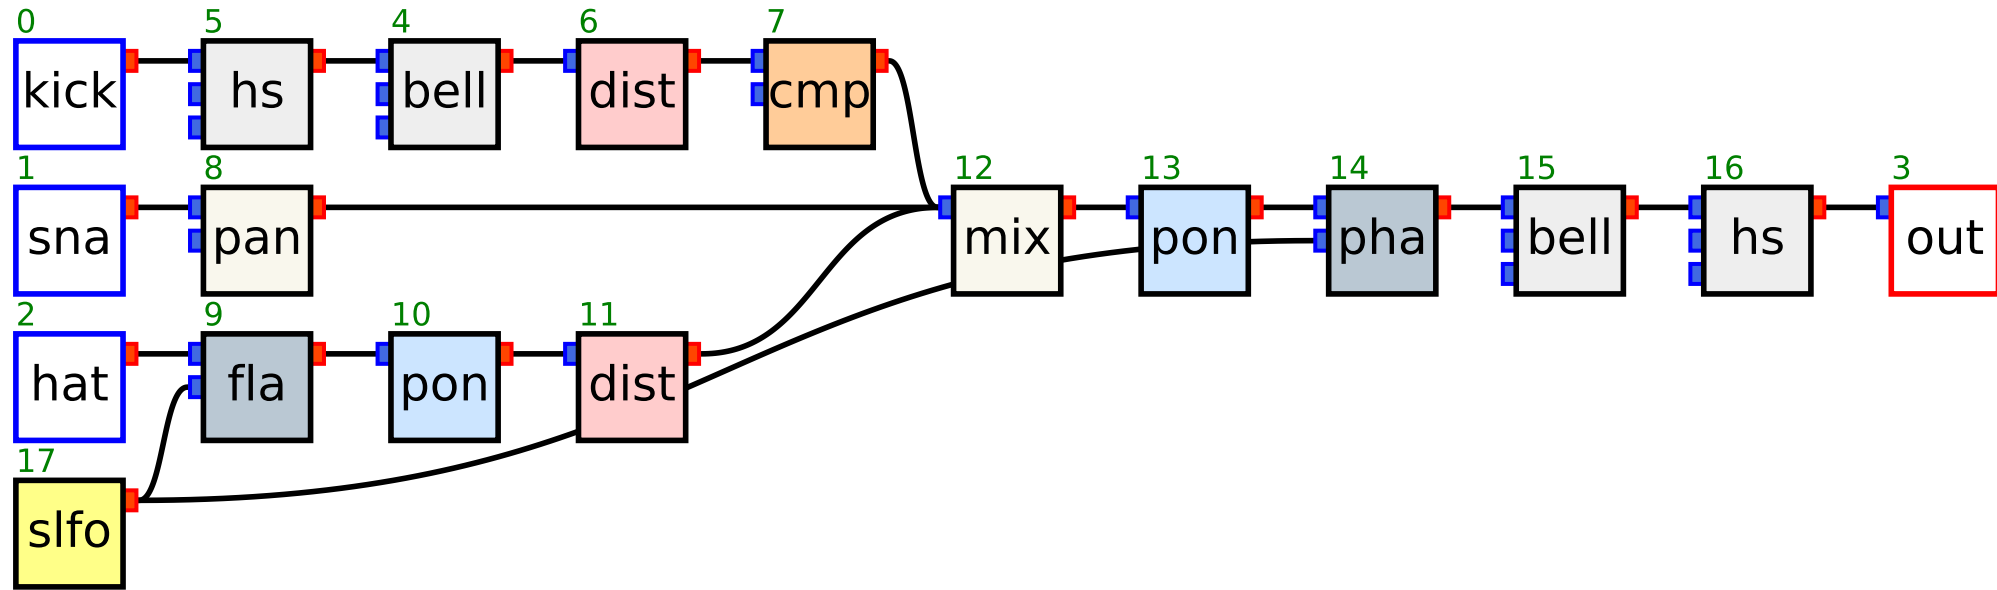 0 5 4 6 7
kick hs bell dist cmp
1 8 12 13 14 15 16 3
sna pan mix pon pha bell hs out
2 9 10 11
hat fla pon dist
17
slfo